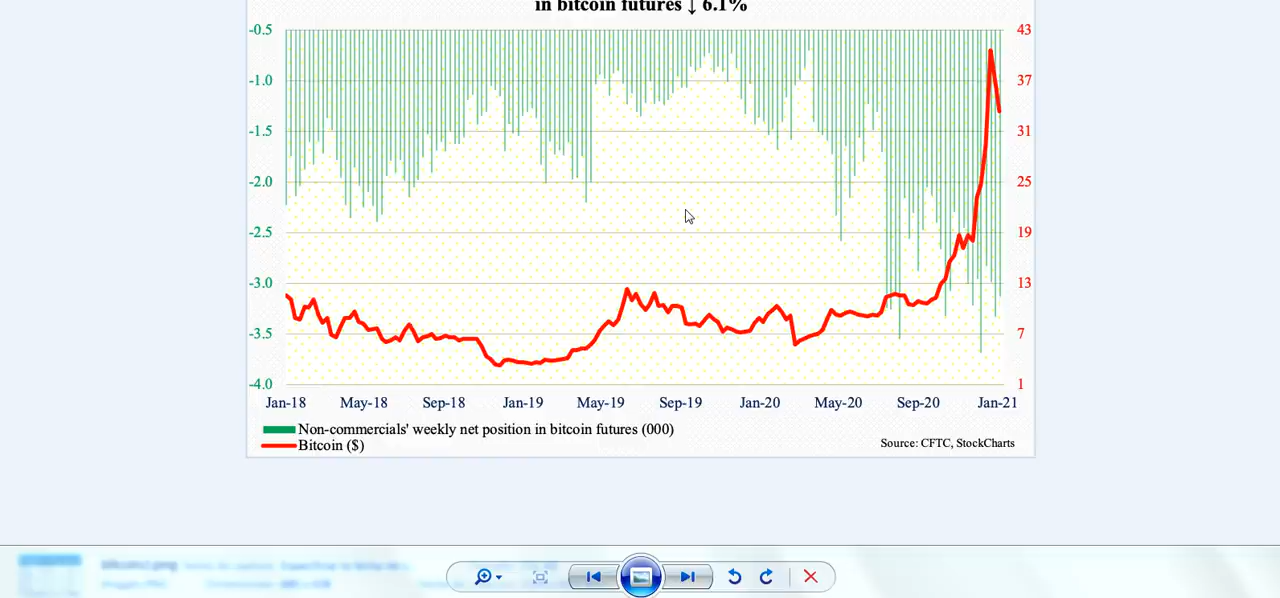 in bitcoin futures ↓ 6.1%
-0.5 43
-1.0 37
-1.5 31
-2.0 25
-2.5 19
-3.0 13
-3.5 7
-4.0 1
Jan-18 May-18 Sep-18 Jan-19 May-19 Sep-19 Jan-20 May-20 Sep-20 Jan-21
Non-commercials' weekly net position in bitcoin futures (000)
Bitcoin ($)
Source: CFTC, StockCharts